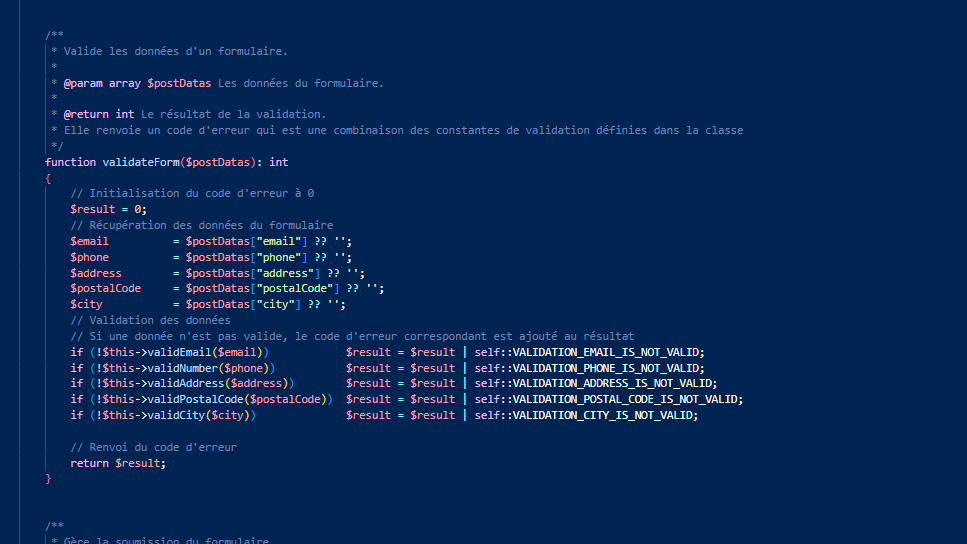 /**
 * Valide les données d'un formulaire.
 *
 * @param array $postDatas Les données du formulaire.
 *
 * @return int Le résultat de la validation.
 * Elle renvoie un code d'erreur qui est une combinaison des constantes de validation définies dans la classe
 */
function validateForm($postDatas): int
{
    // Initialisation du code d'erreur à 0
    $result = 0;
    // Récupération des données du formulaire
    $email          = $postDatas["email"] ?? '';
    $phone          = $postDatas["phone"] ?? '';
    $address        = $postDatas["address"] ?? '';
    $postalCode     = $postDatas["postalCode"] ?? '';
    $city           = $postDatas["city"] ?? '';
    // Validation des données
    // Si une donnée n'est pas valide, le code d'erreur correspondant est ajouté au résultat
    if (!$this->validEmail($email))            $result = $result | self::VALIDATION_EMAIL_IS_NOT_VALID;
    if (!$this->validNumber($phone))           $result = $result | self::VALIDATION_PHONE_IS_NOT_VALID;
    if (!$this->validAddress($address))        $result = $result | self::VALIDATION_ADDRESS_IS_NOT_VALID;
    if (!$this->validPostalCode($postalCode))  $result = $result | self::VALIDATION_POSTAL_CODE_IS_NOT_VALID;
    if (!$this->validCity($city))              $result = $result | self::VALIDATION_CITY_IS_NOT_VALID;

    // Renvoi du code d'erreur
    return $result;
}

/**
 * Gère la soumission du formulaire